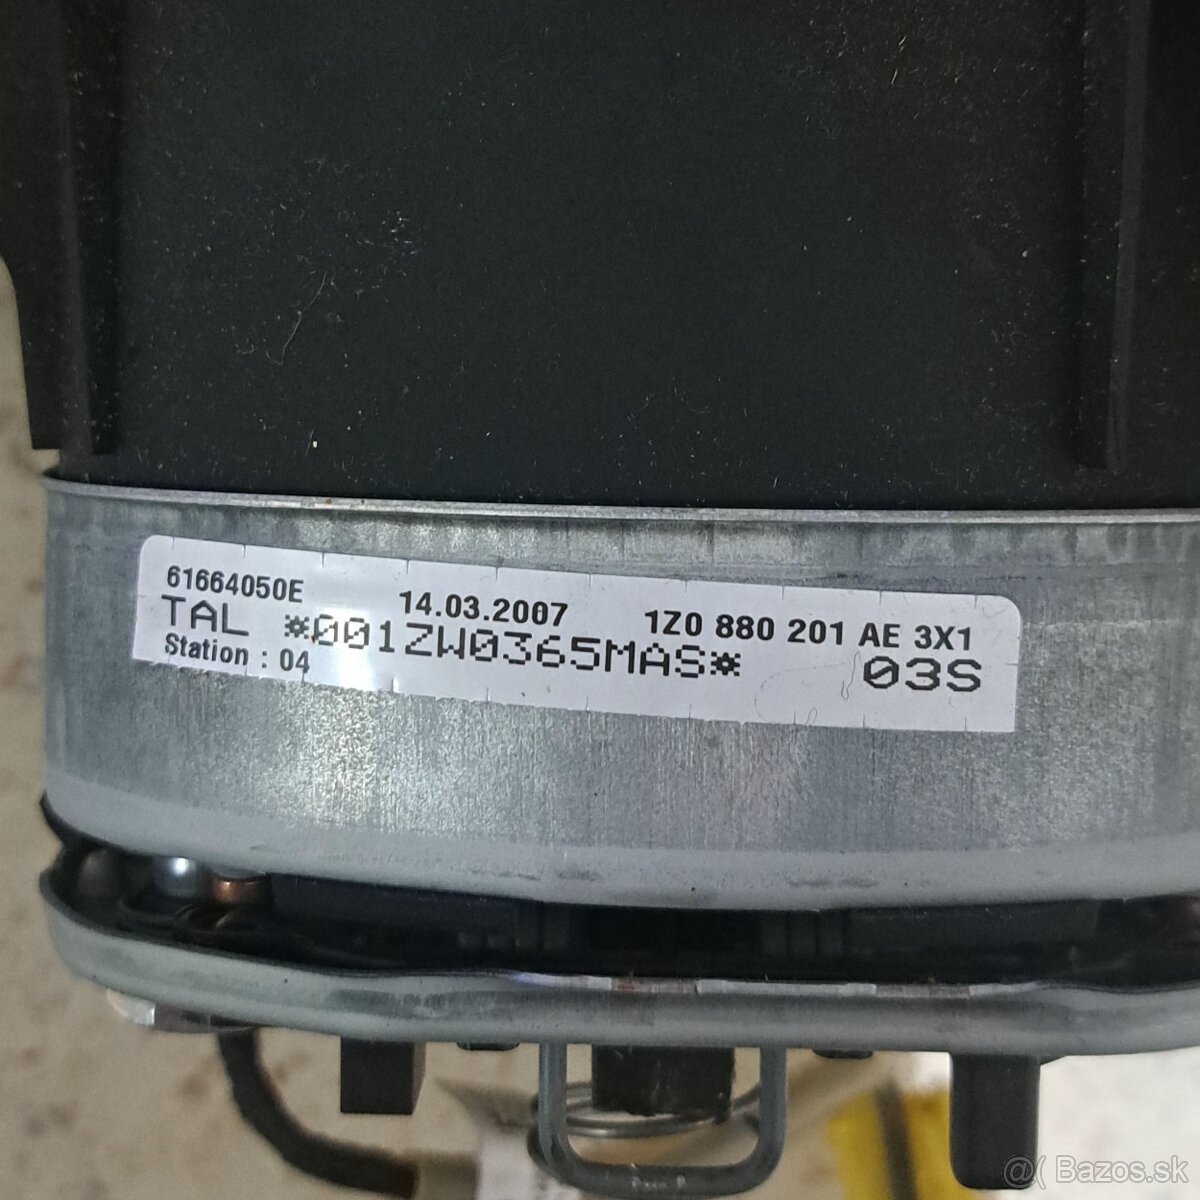 61664050E 14.03.2007 1Z0 880 201 AE 3X1
TAL *001ZW0365MAS* 03S
Station : 04
@( Bazos.sk